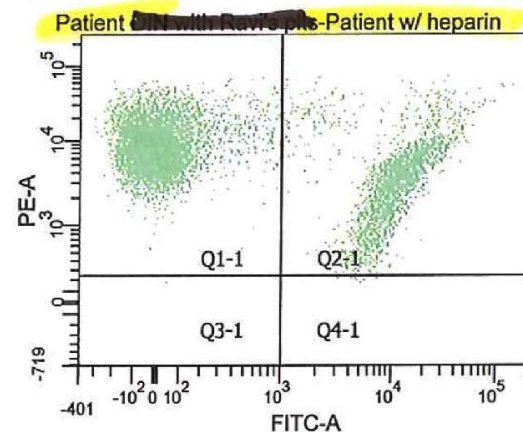 Patient with Ravi's plts-Patient w/ heparin
10⁵
10⁴
10³
0
-719
PE-A
Q1-1
Q2-1
Q3-1
Q4-1
-401
-10² 0 10²
10³
10⁴
10⁵
FITC-A